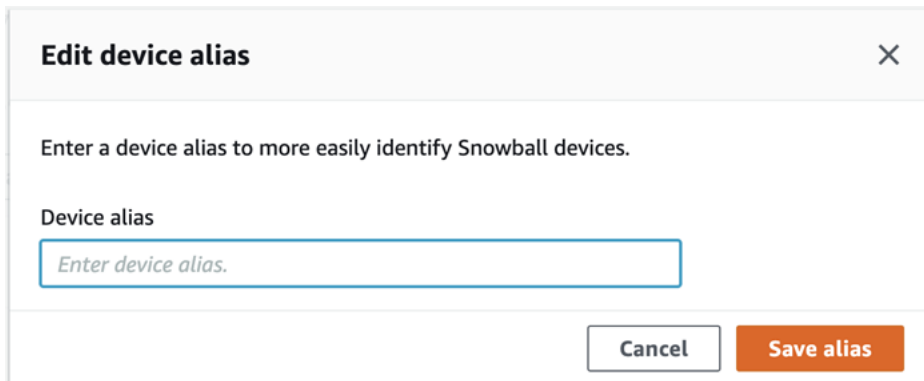 Edit device alias
Enter a device alias to more easily identify Snowball devices.
Device alias
Enter device alias.
Cancel Save alias